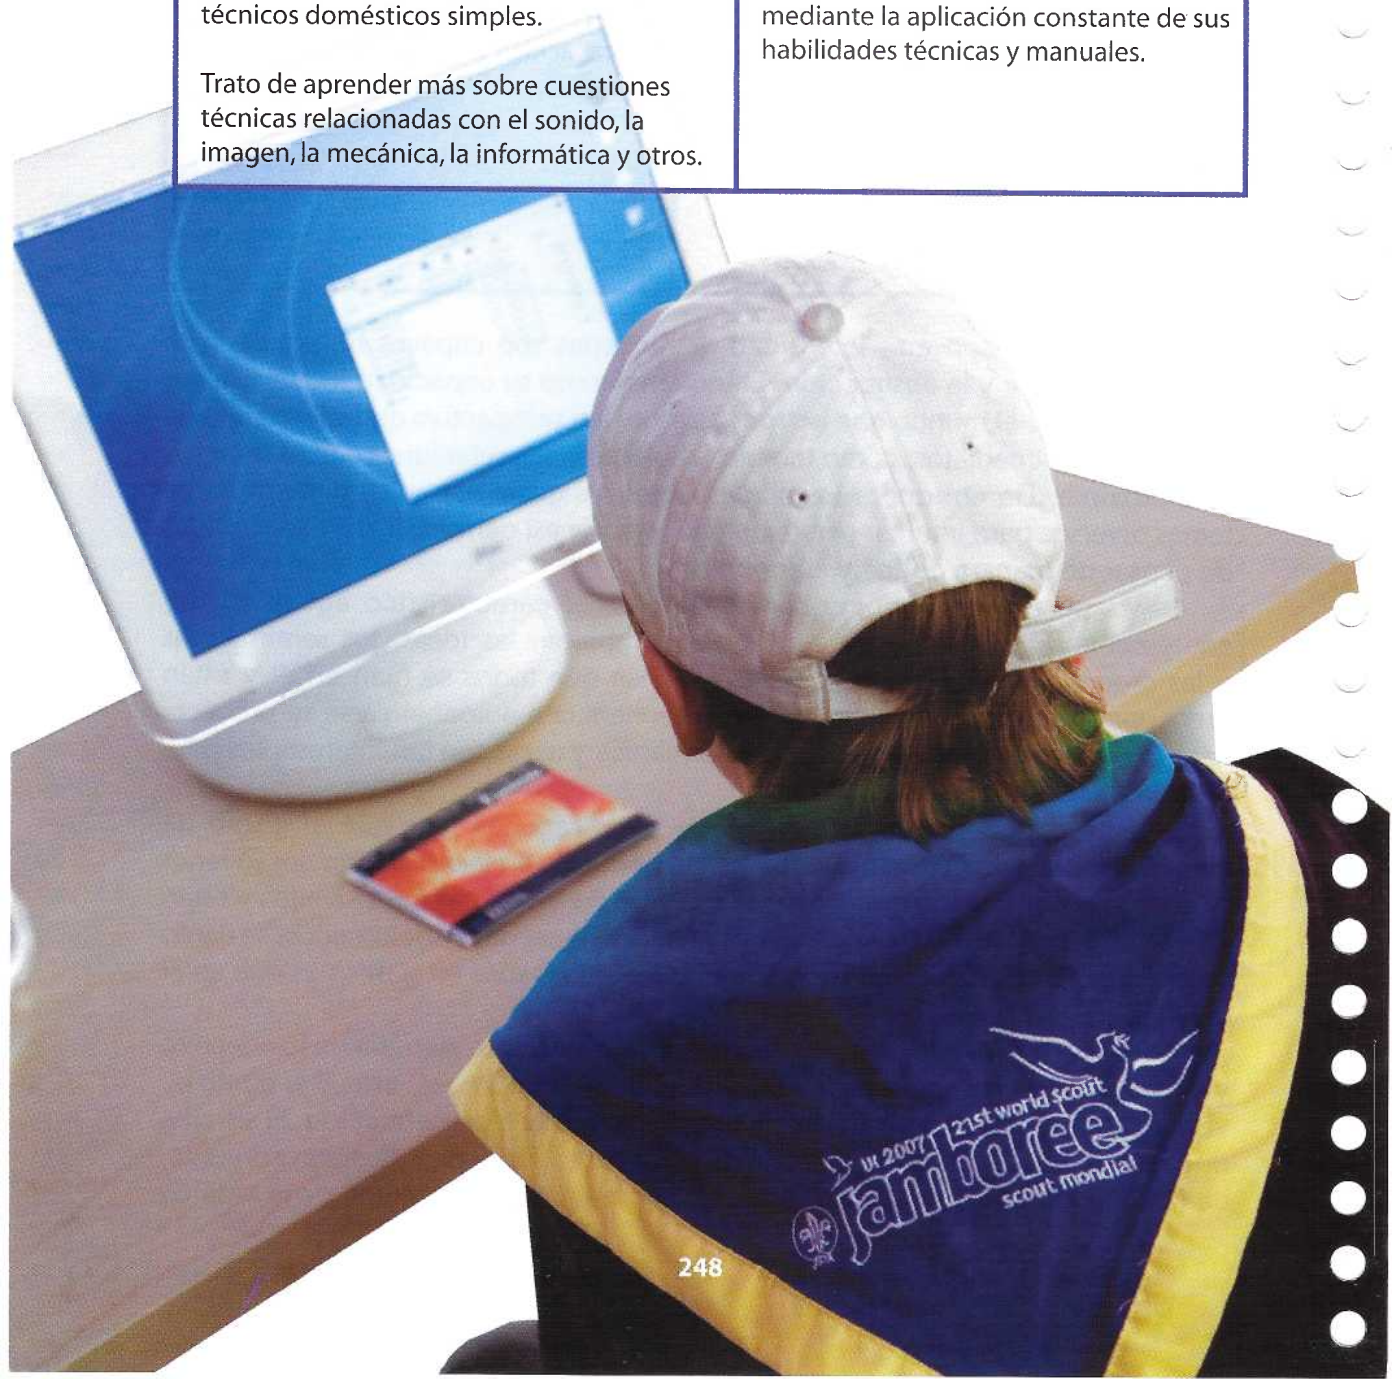 técnicos domésticos simples.
Trato de aprender más sobre cuestiones
técnicas relacionadas con el sonido, la
imagen, la mecánica, la informática y otros.
mediante la aplicación constante de sus
habilidades técnicas y manuales.
UK 2007 21st world scout
jamboree
scout mondial
248